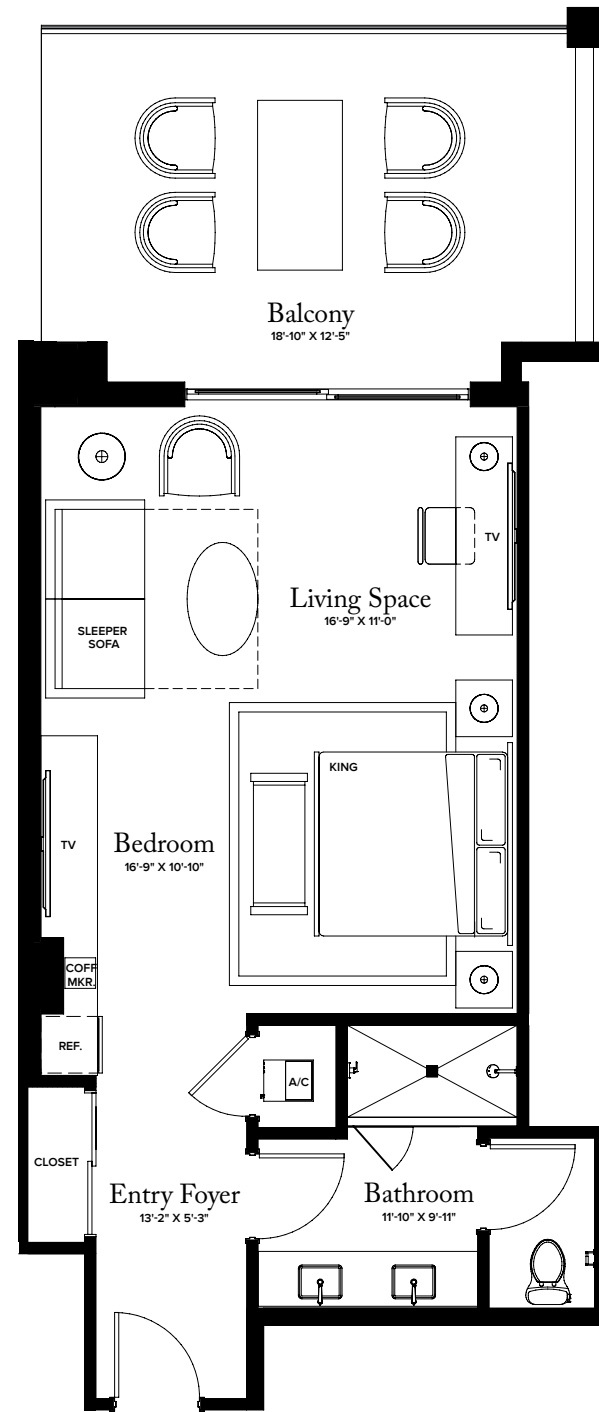 Balcony
18'-10" X 12'-5"
TV
Living Space
16'-9" X 11'-0"
SLEEPER
SOFA
KING
TV
Bedroom
16'-9" X 10'-10"
COFF
MKR.
REF.
A/C
CLOSET
Entry Foyer
13'-2" X 5'-3"
Bathroom
11'-10" X 9'-11"